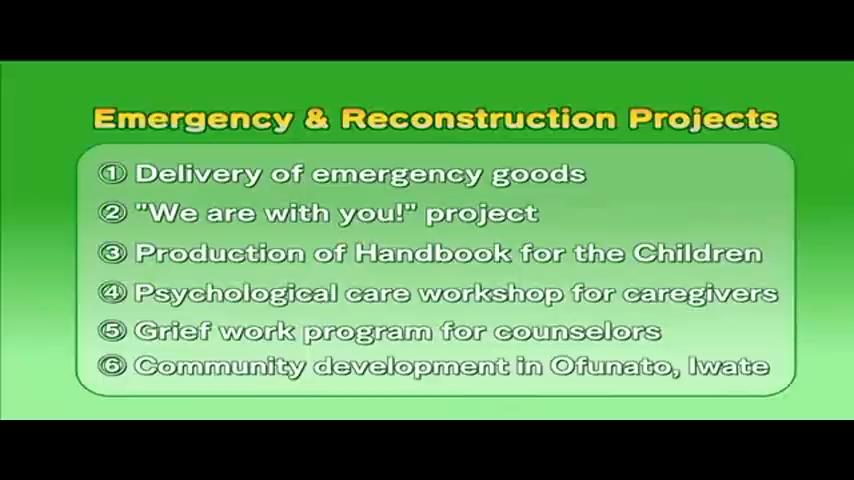 Emergency & Reconstruction Projects
① Delivery of emergency goods
② "We are with you!" project
③ Production of Handbook for the Children
④ Psychological care workshop for caregivers
⑤ Grief work program for counselors
⑥ Community development in Ofunato, Iwate